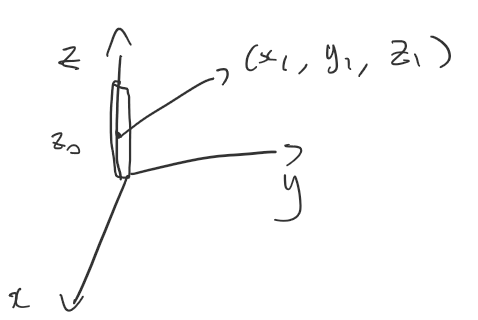 z
(x₁, y₁, z₁)
z₀
y
x